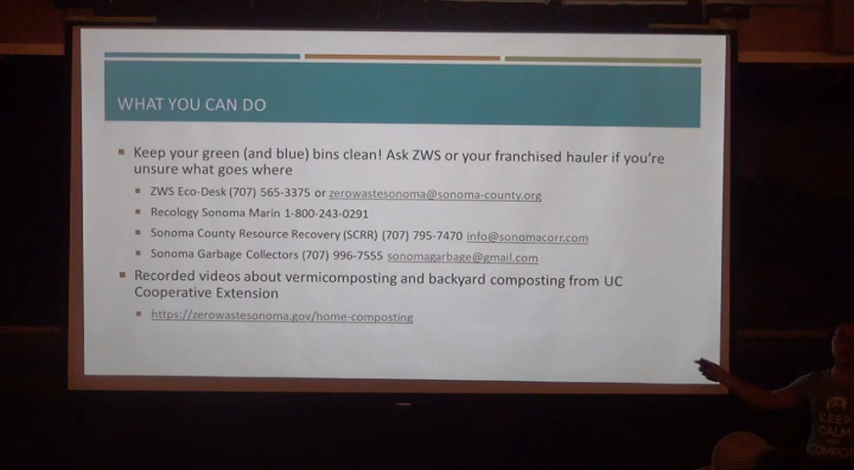 WHAT YOU CAN DO
▪ Keep your green (and blue) bins clean! Ask ZWS or your franchised hauler if you're
unsure what goes where
▪ ZWS Eco-Desk (707) 565-3375 or zerowastesonoma@sonoma-county.org
▪ Recology Sonoma Marin 1-800-243-0291
▪ Sonoma County Resource Recovery (SCRR) (707) 795-7470 info@sonomacorr.com
▪ Sonoma Garbage Collectors (707) 996-7555 sonomagarbage@gmail.com
▪ Recorded videos about vermicomposting and backyard composting from UC
Cooperative Extension
▪ https://zerowastesonoma.gov/home-composting
KEEP
CALM